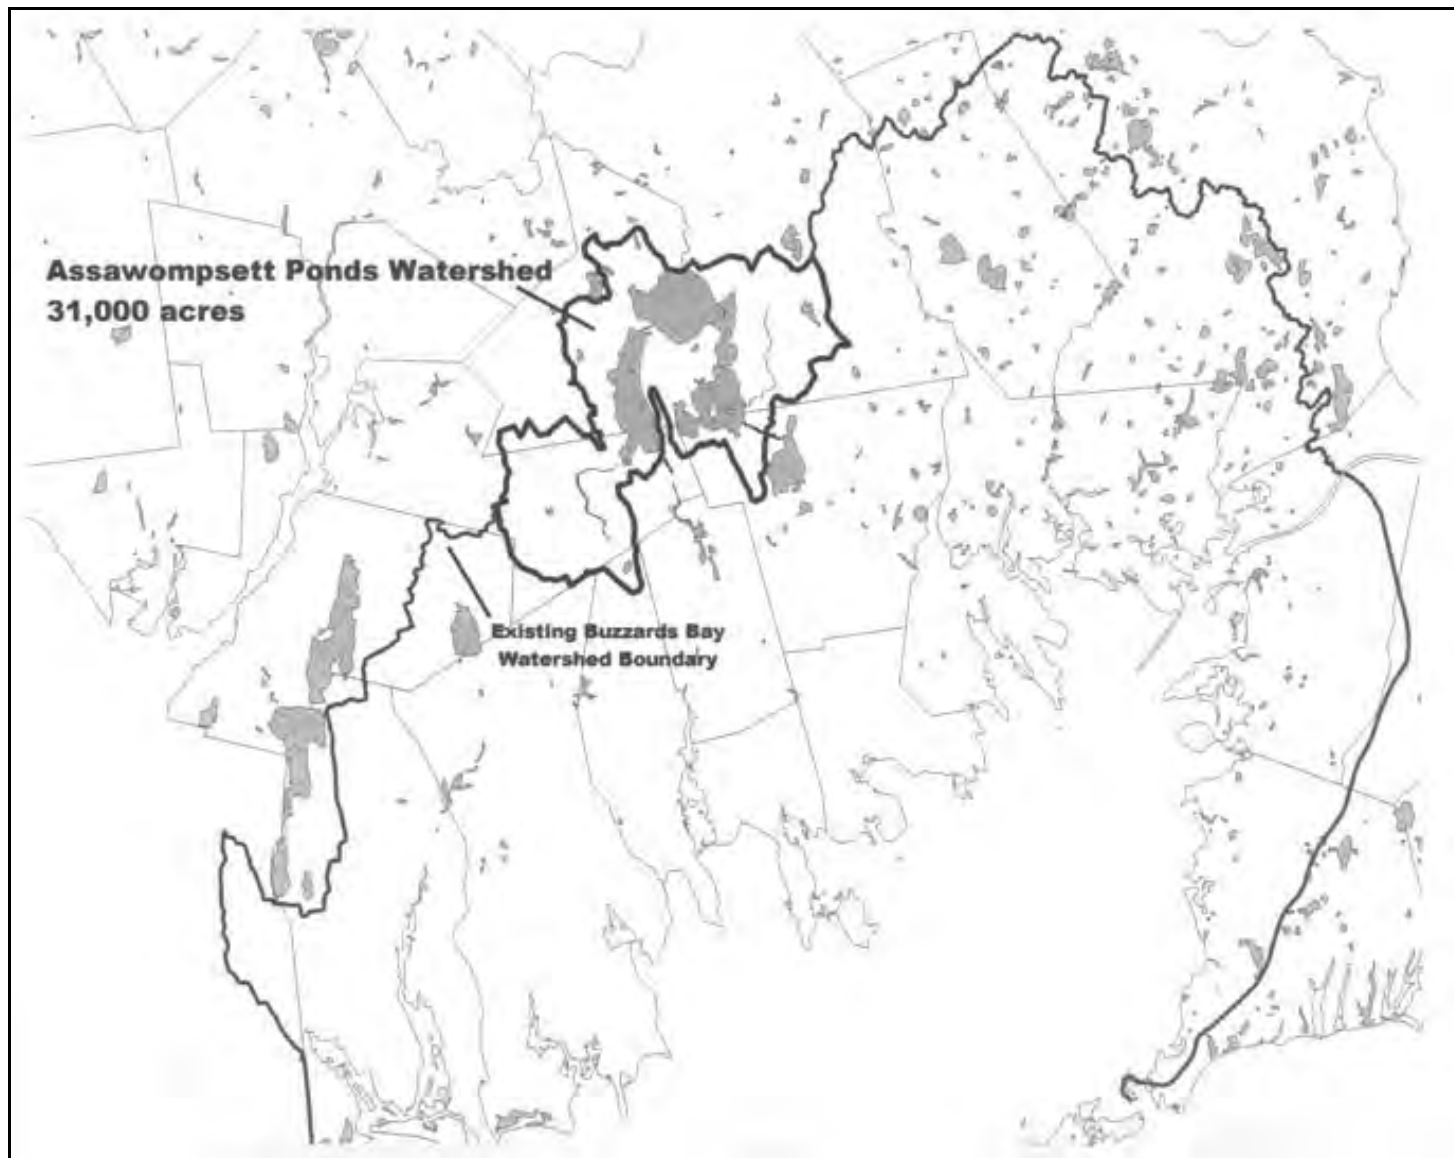 Assawompsett Ponds Watershed
31,000 acres
Existing Buzzards Bay
Watershed Boundary